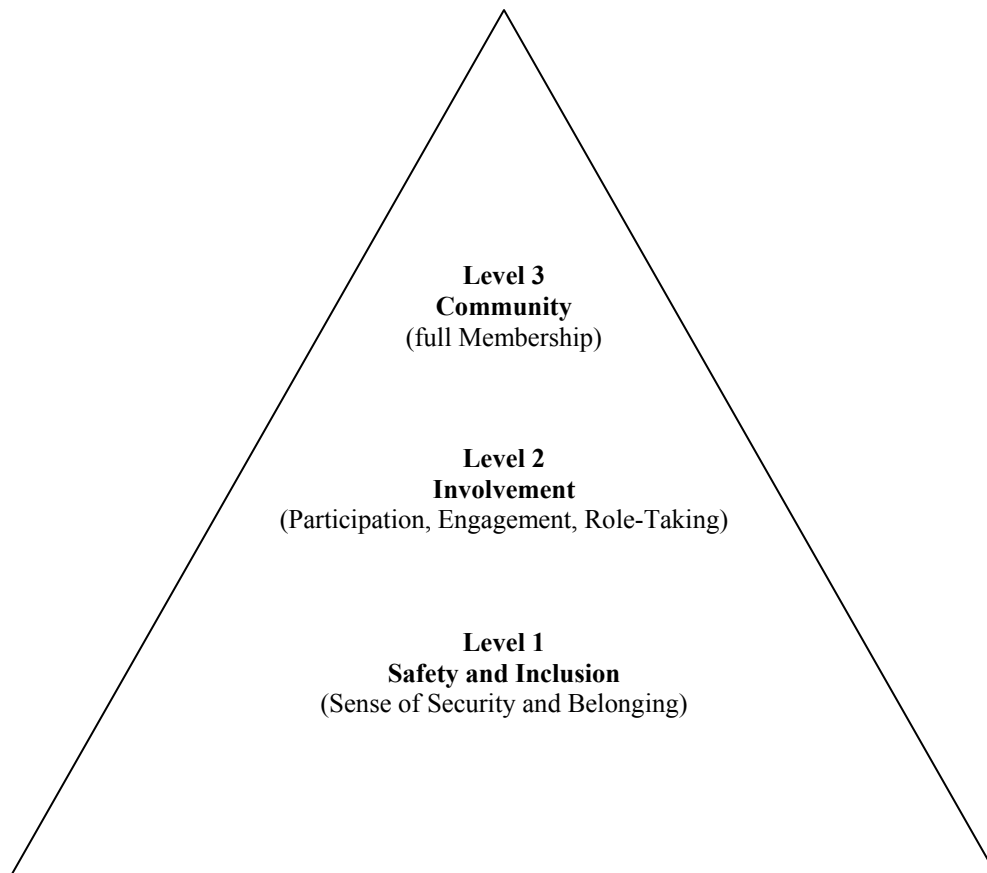 Level 3
Community
(full Membership)
Level 2
Involvement
(Participation, Engagement, Role-Taking)
Level 1
Safety and Inclusion
(Sense of Security and Belonging)